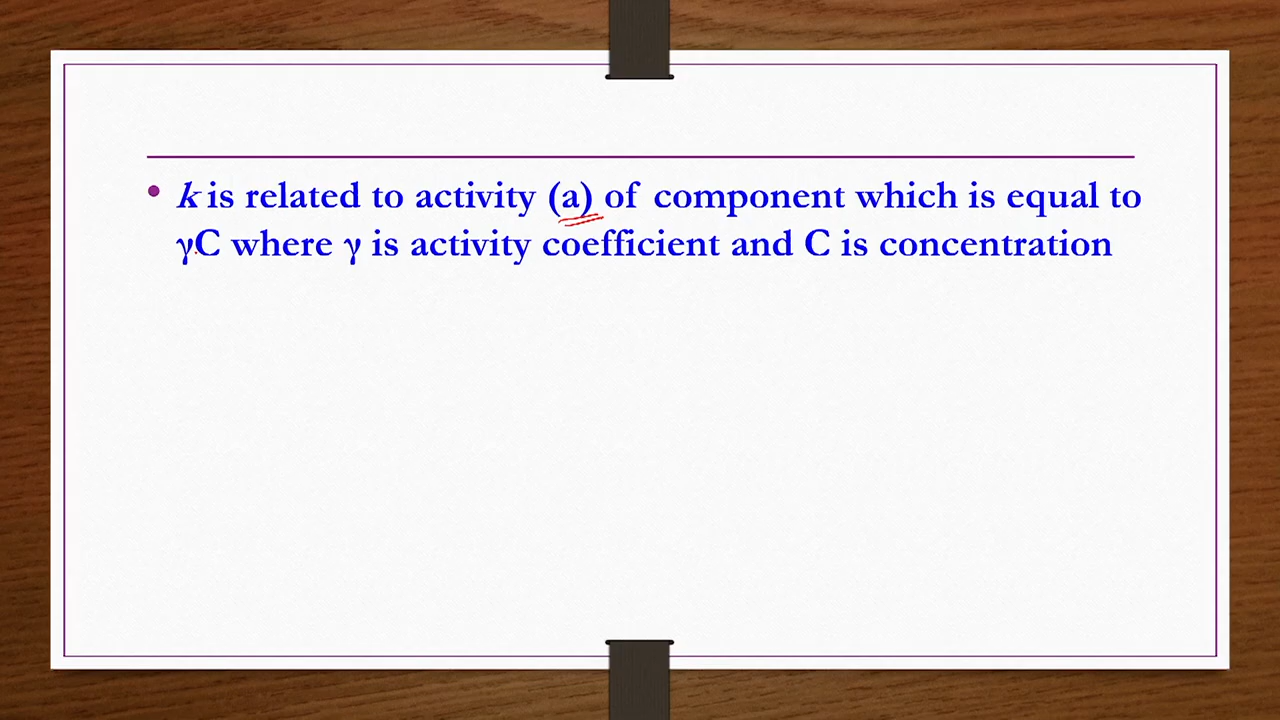 • k is related to activity (a) of component which is equal to
γC where γ is activity coefficient and C is concentration